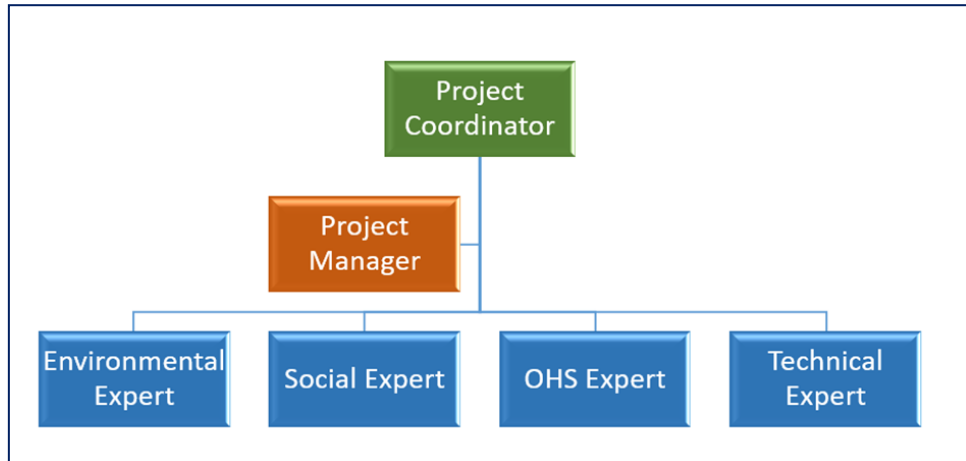 Project
Coordinator
Project
Manager
Environmental
Expert
Social Expert
OHS Expert
Technical
Expert